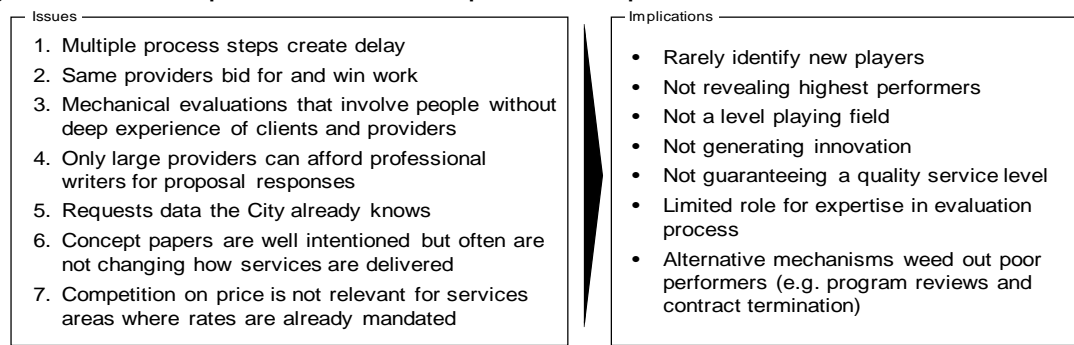 Issues
1. Multiple process steps create delay
2. Same providers bid for and win work
3. Mechanical evaluations that involve people without
deep experience of clients and providers
4. Only large providers can afford professional
writers for proposal responses
5. Requests data the City already knows
6. Concept papers are well intentioned but often are
not changing how services are delivered
7. Competition on price is not relevant for services
areas where rates are already mandated
Implications
• Rarely identify new players
• Not revealing highest performers
• Not a level playing field
• Not generating innovation
• Not guaranteeing a quality service level
• Limited role for expertise in evaluation
process
• Alternative mechanisms weed out poor
performers (e.g. program reviews and
contract termination)